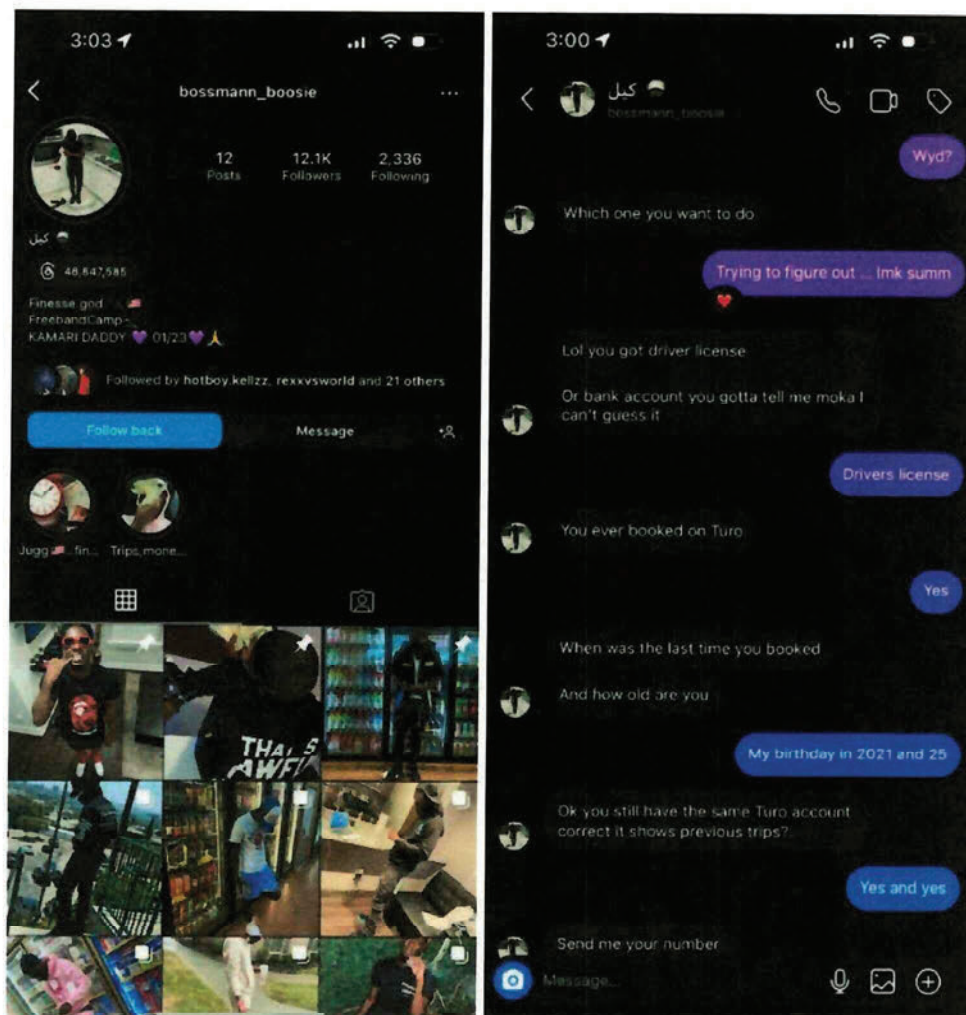 3:03
bossmann_boosie
12
Posts
12.1K
Followers
2,336
Following
كيل
46,847,585
Finesse god
FreebandCamp
KAMARI DADDY 💜 01/23💜🙏
Followed by hotboy.kellzz, rexxvsworld and 21 others
Follow back
Message
Jugg 🇺🇸 fin...
Trips, mone...
THAT'S
AWFUL
3:00
كيل
bossmann_boosie
Wyd?
Which one you want to do
Trying to figure out ... lmk summ
Lol you got driver license
Or bank account you gotta tell me moka I
can't guess it
Drivers license
You ever booked on Turo
Yes
When was the last time you booked
And how old are you
My birthday in 2021 and 25
Ok you still have the same Turo account
correct it shows previous trips?
Yes and yes
Send me your number
Message...